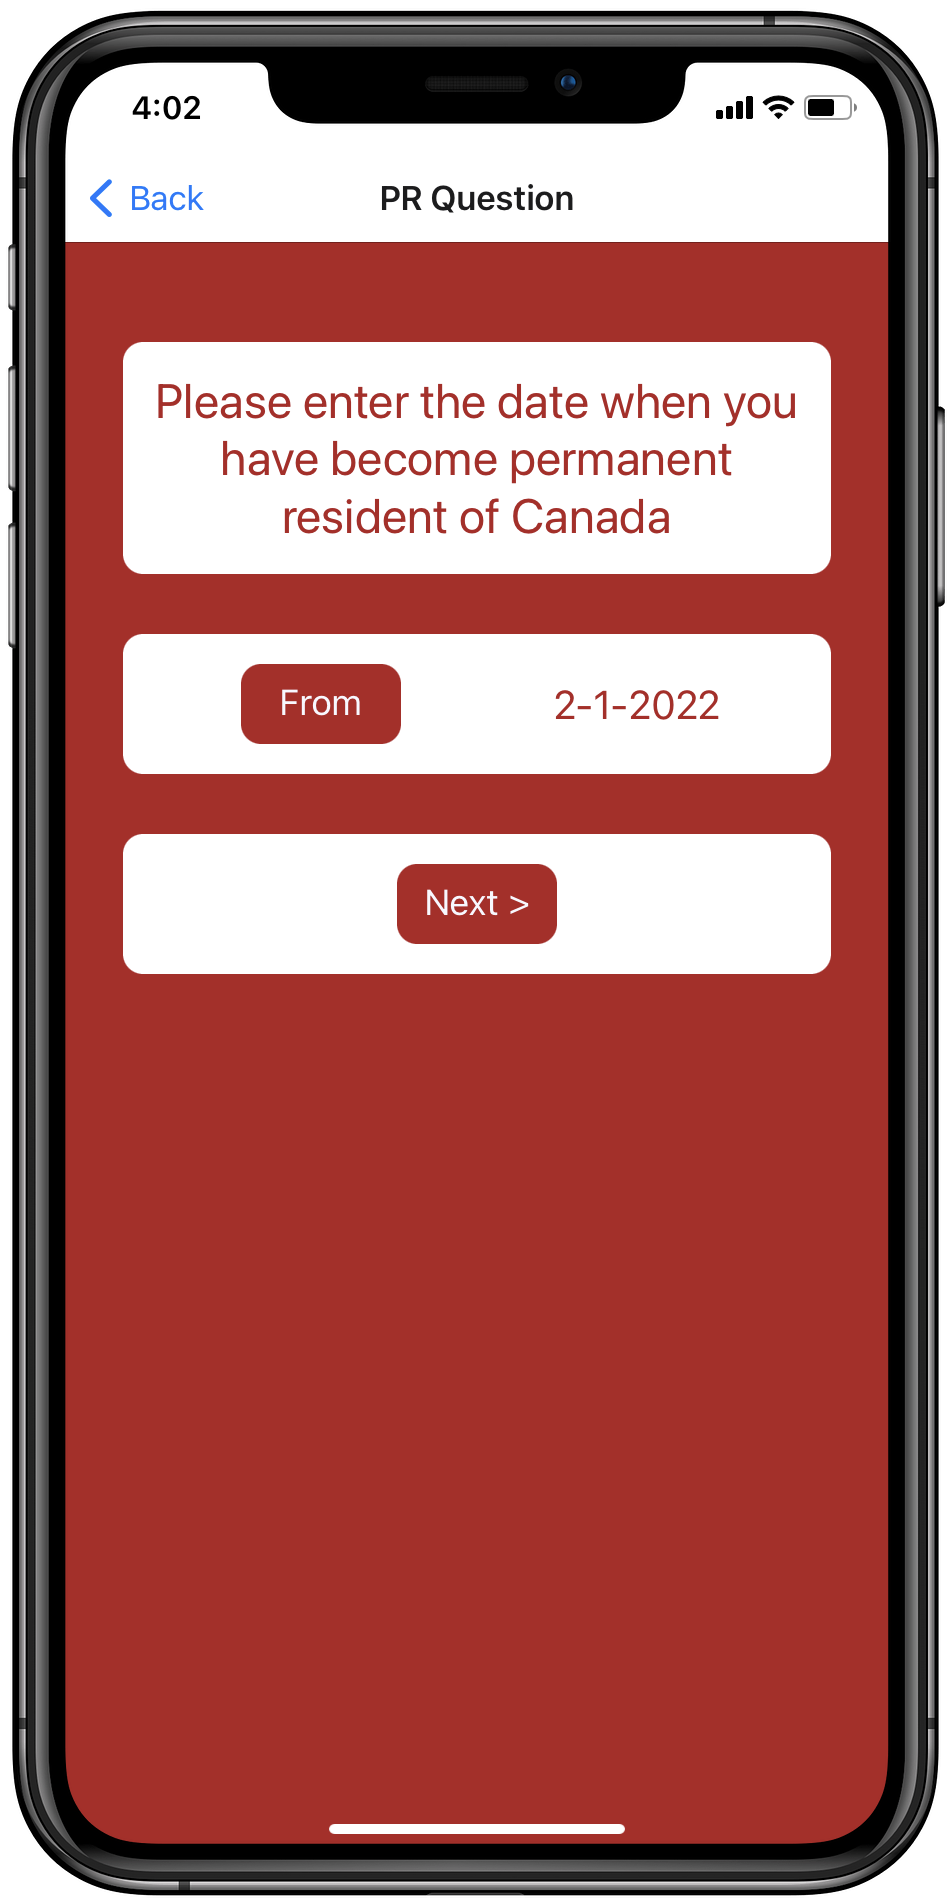 4:02
Back
PR Question
Please enter the date when you
have become permanent
resident of Canada
From
2-1-2022
Next >